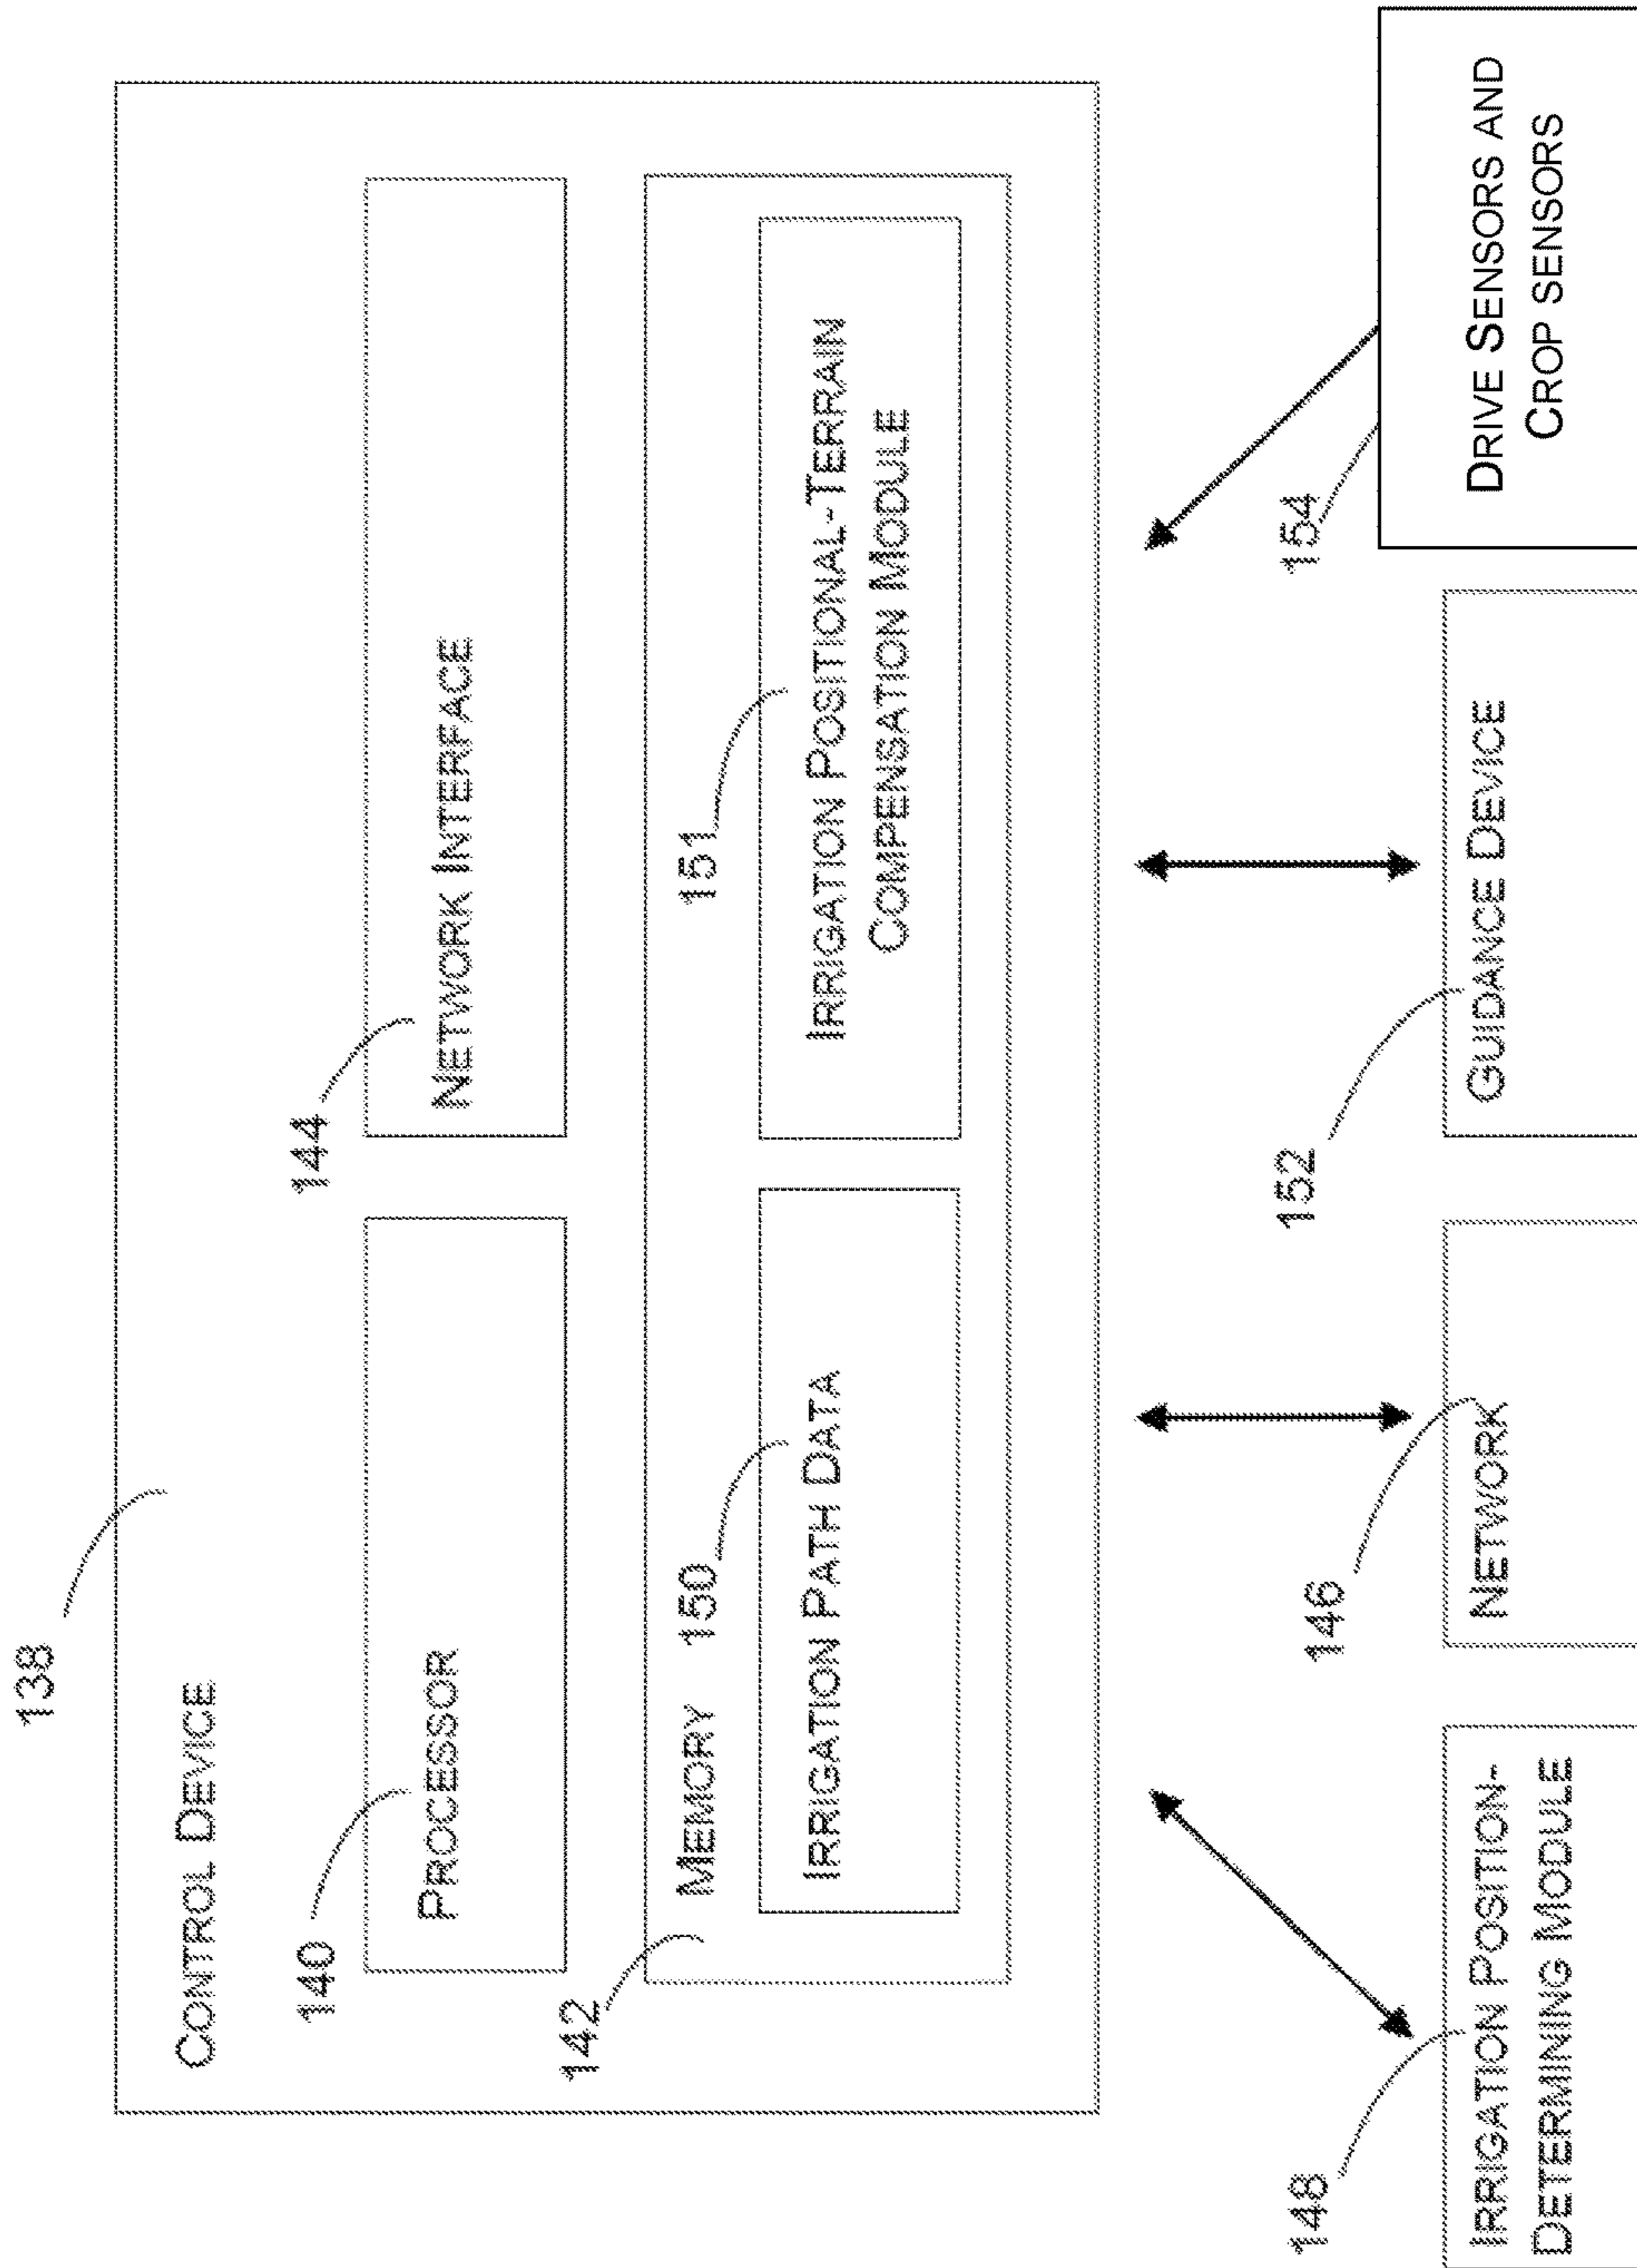 138
CONTROL DEVICE
140
PROCESSOR
144
NETWORK INTERFACE
142
MEMORY
150
IRRIGATION PATH DATA
151
IRRIGATION POSITIONAL-TERRAIN
COMPENSATION MODULE
148
IRRIGATION POSITION-
DETERMINING MODULE
146
NETWORK
152
GUIDANCE DEVICE
154
DRIVE SENSORS AND
CROP SENSORS